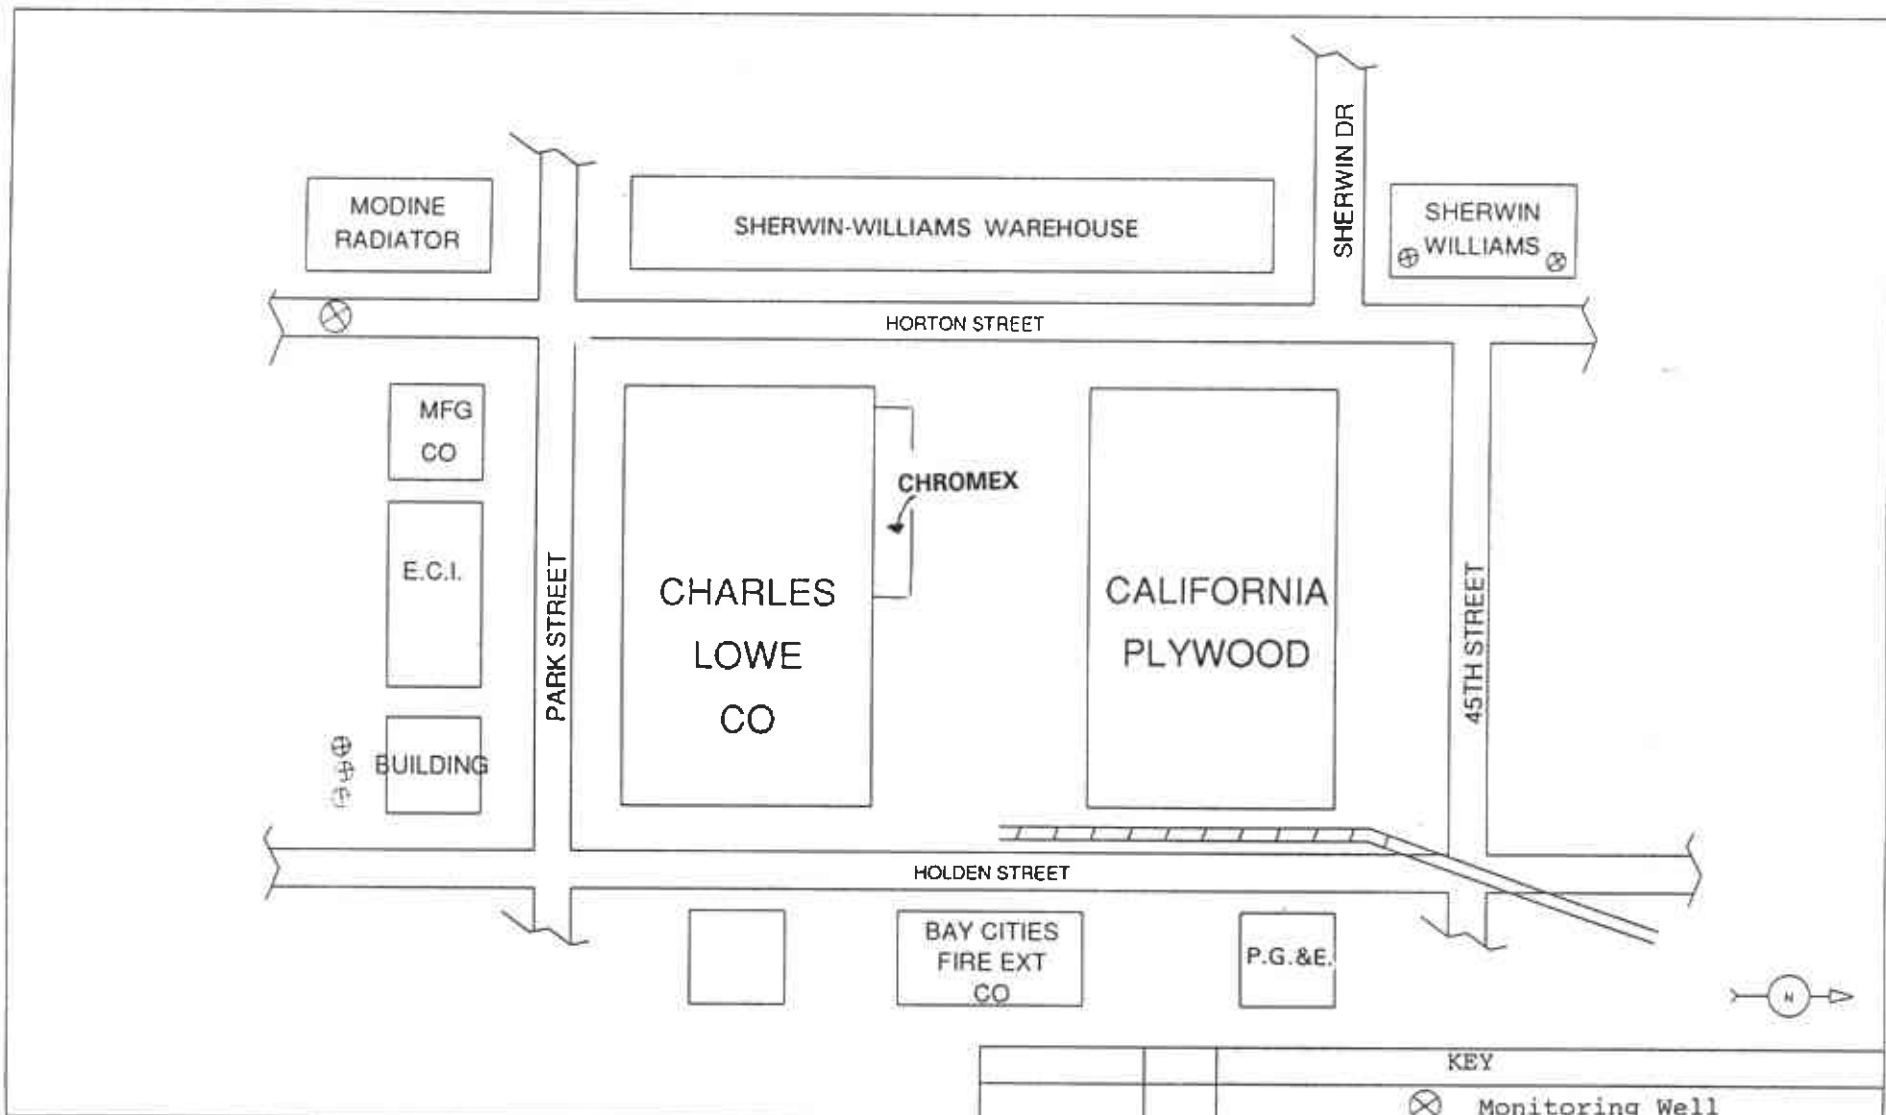 SHERWIN DR
MODINE
RADIATOR
SHERWIN-WILLIAMS WAREHOUSE
SHERWIN
WILLIAMS
HORTON STREET
MFG
CO
CHROMEX
E.C.I.
PARK STREET
CHARLES
LOWE
CO
CALIFORNIA
PLYWOOD
45TH STREET
BUILDING
HOLDEN STREET
BAY CITIES
FIRE EXT
CO
P.G.&E.
N
KEY
Monitoring Well